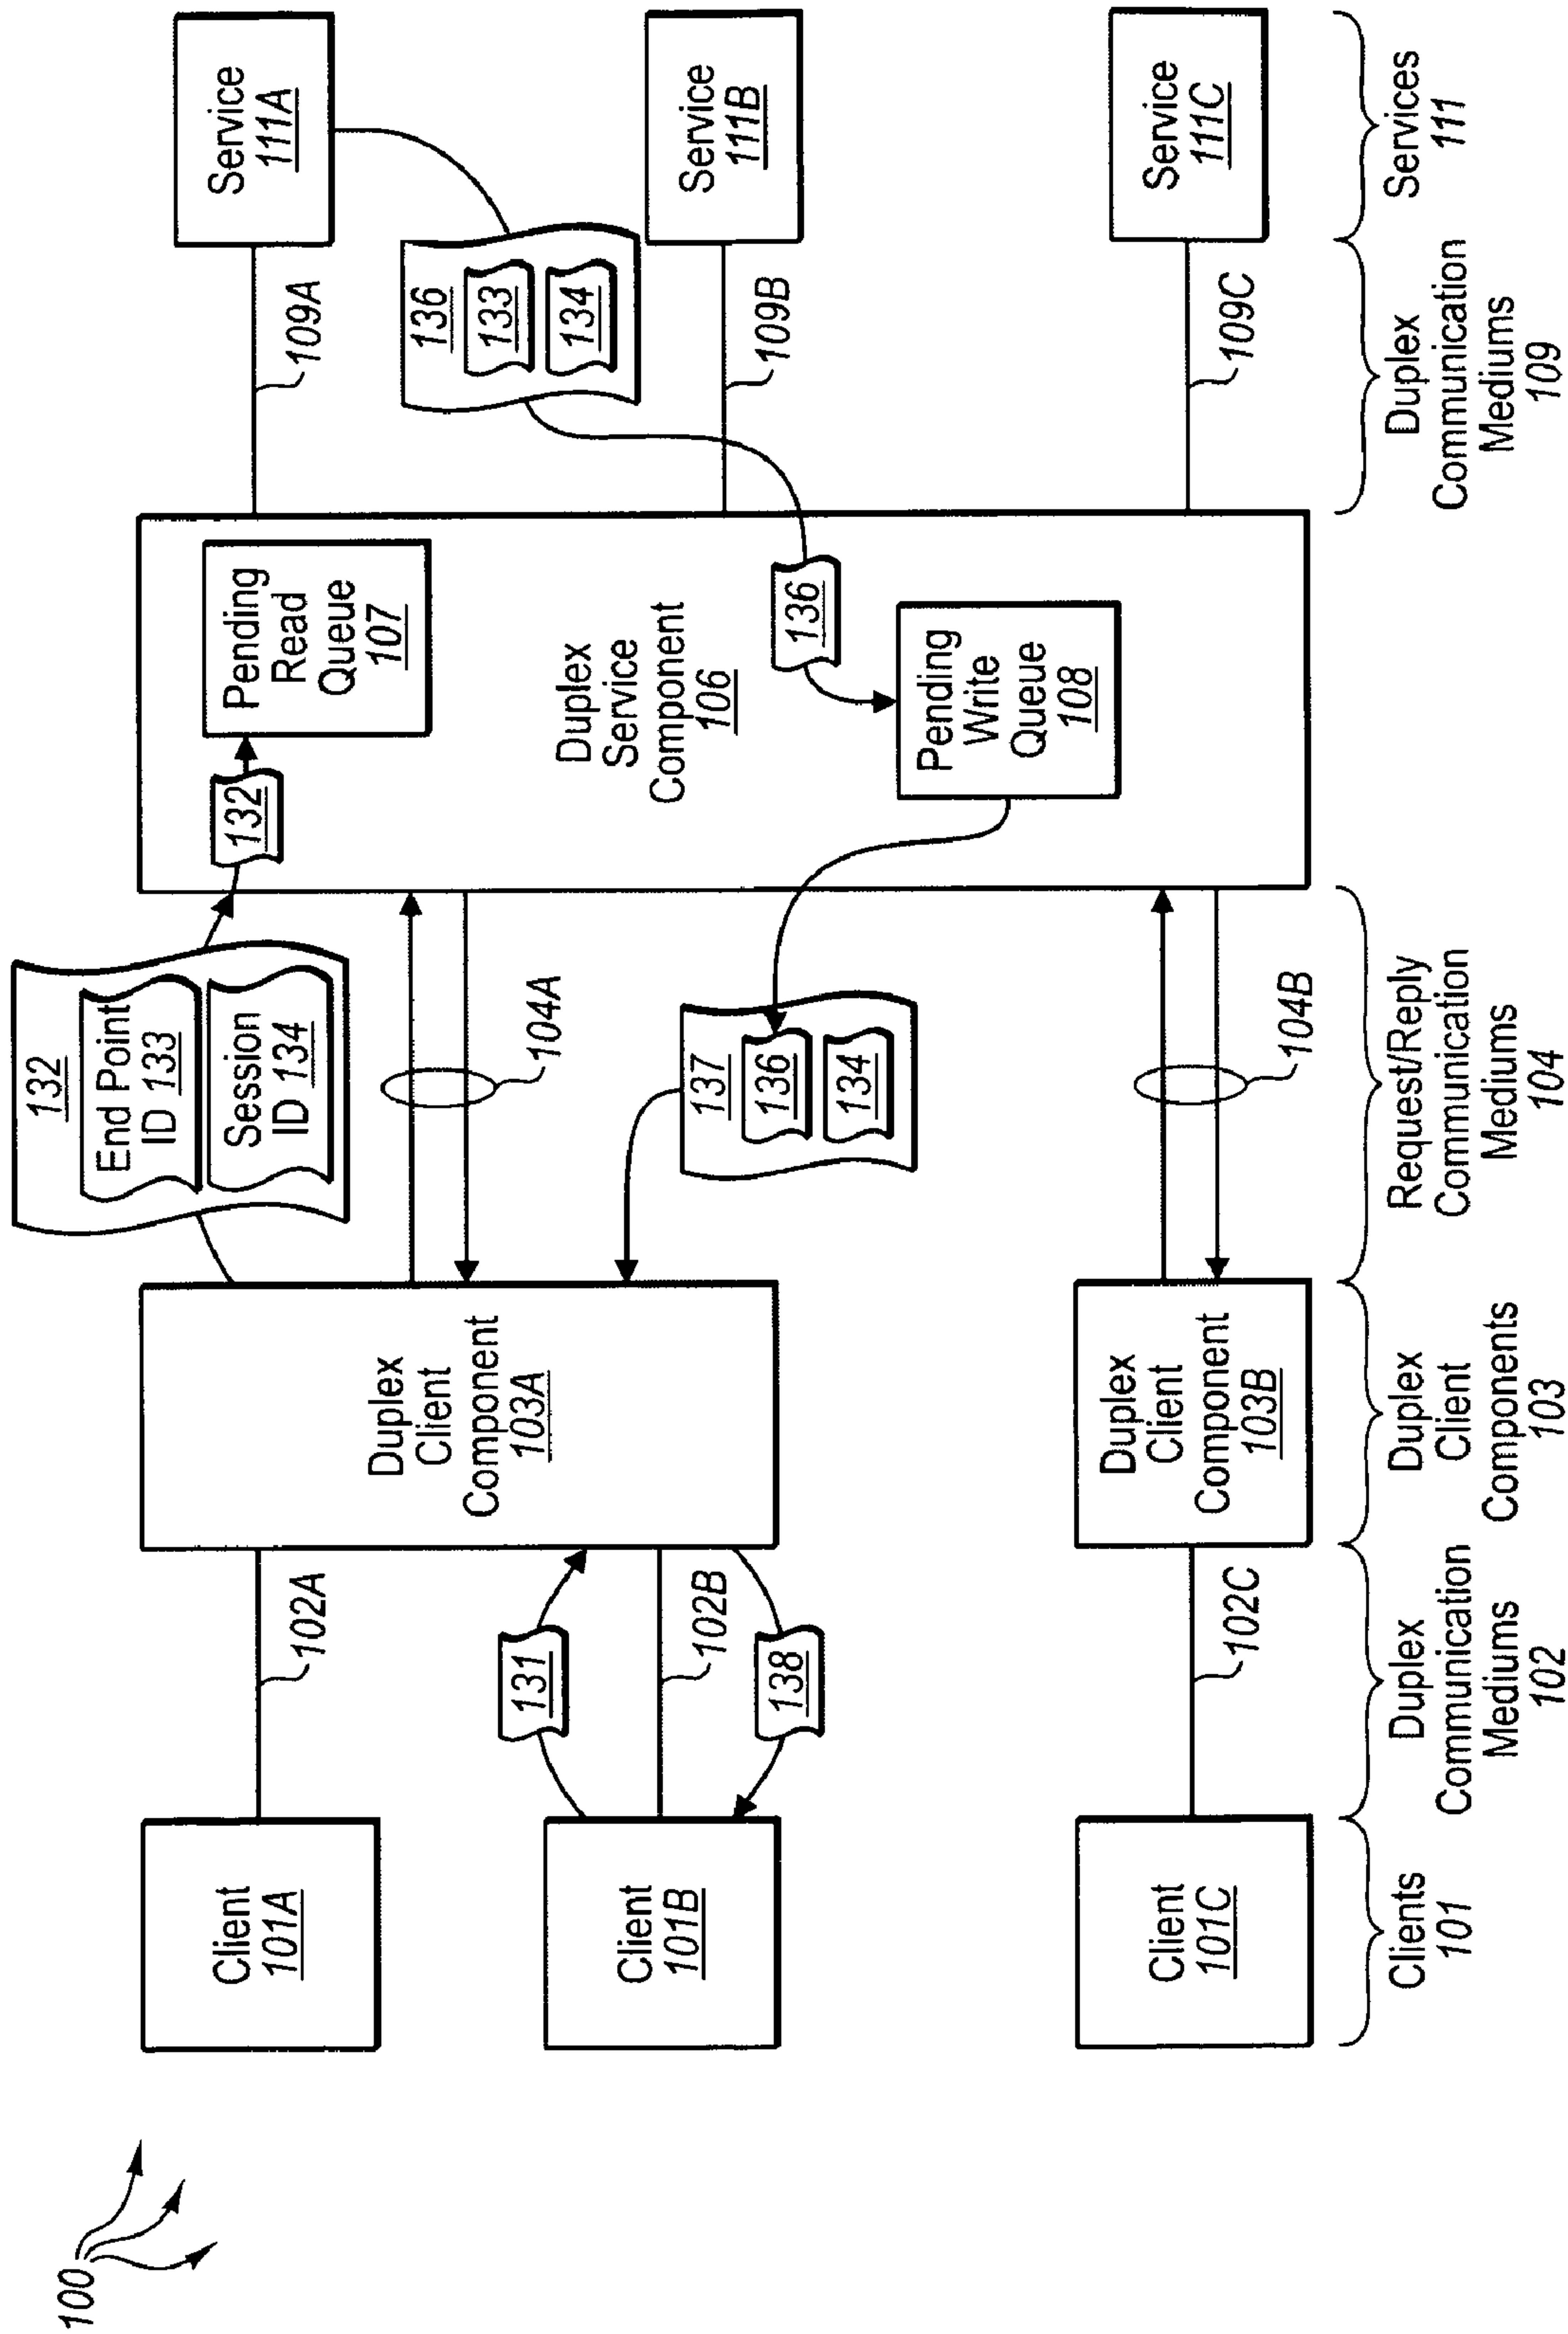 100
Client
101A
Client
101B
Client
101C
102A
131
102B
138
102C
Duplex
Client
Component
103A
Duplex
Client
Component
103B
132
End Point
ID 133
Session
ID 134
104A
137
136
134
104B
132
Pending
Read
Queue
107
Duplex
Service
Component
106
136
Pending
Write
Queue
108
109A
136
133
134
109B
109C
Service
111A
Service
111B
Service
111C
Clients
101
Duplex
Communication
Mediums
102
Duplex
Client
Components
103
Request/Reply
Communication
Mediums
104
Duplex
Communication
Mediums
109
Services
111